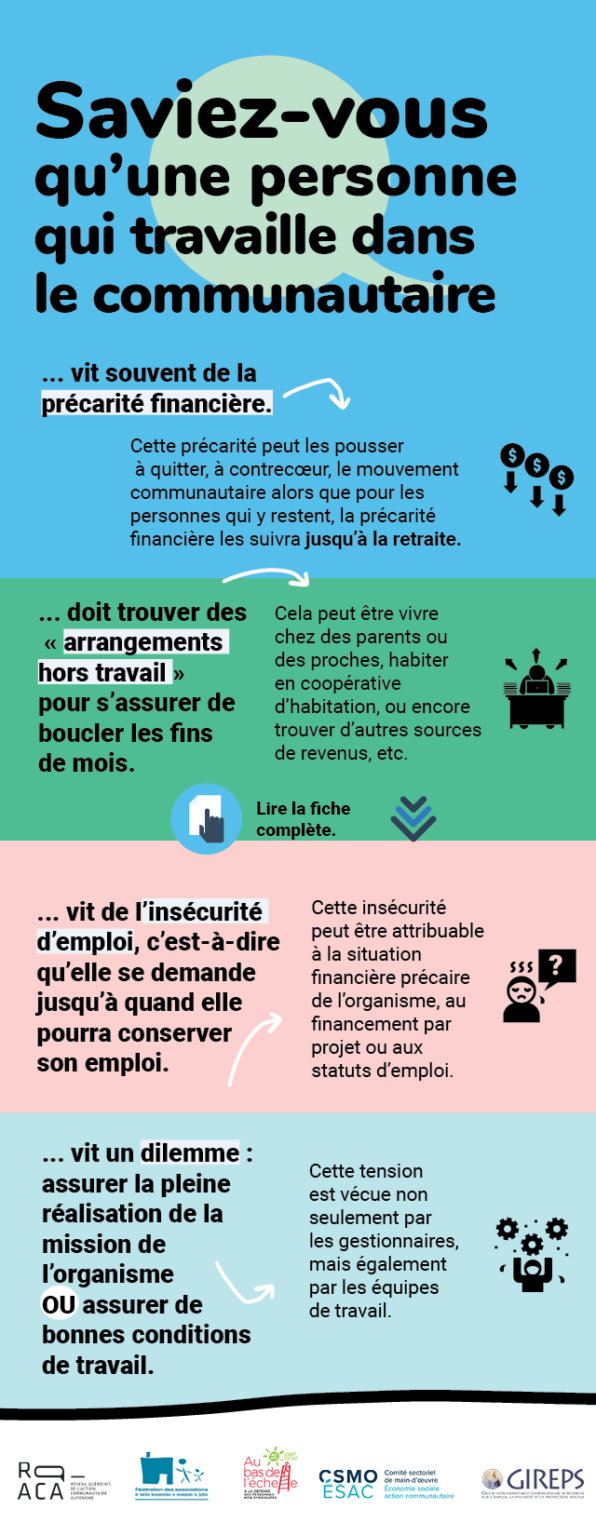 Saviez-vous
qu’une personne
qui travaille dans
le communautaire
... vit souvent de la
précarité financière.
Cette précarité peut les pousser
à quitter, à contrecœur, le mouvement
communautaire alors que pour les
personnes qui y restent, la précarité
financière les suivra jusqu’à la retraite.
$ $ $
... doit trouver des
« arrangements
hors travail »
pour s’assurer de
boucler les fins
de mois.
Cela peut être vivre
chez des parents ou
des proches, habiter
en coopérative
d’habitation, ou encore
trouver d’autres sources
de revenus, etc.
Lire la fiche
complète.
... vit de l’insécurité
d’emploi, c’est-à-dire
qu’elle se demande
jusqu’à quand elle
pourra conserver
son emploi.
Cette insécurité
peut être attribuable
à la situation
financière précaire
de l’organisme, au
financement par
projet ou aux
statuts d’emploi.
?
... vit un dilemme :
assurer la pleine
réalisation de la
mission de
l’organisme
OU assurer de
bonnes conditions
de travail.
Cette tension
est vécue non
seulement par
les gestionnaires,
mais également
par les équipes
de travail.
RQ–
ACA
RÉSEAU QUÉBÉCOIS
DE L’ACTION
COMMUNAUTAIRE
AUTONOME
Fédération des associations
Au
bas de
l’échelle
À LA DÉFENSE
DES PERSONNES
NON SYNDIQUÉES
CSMO
ESAC
Comité sectoriel
de main-d’œuvre
Économie sociale
action communautaire
GIREPS